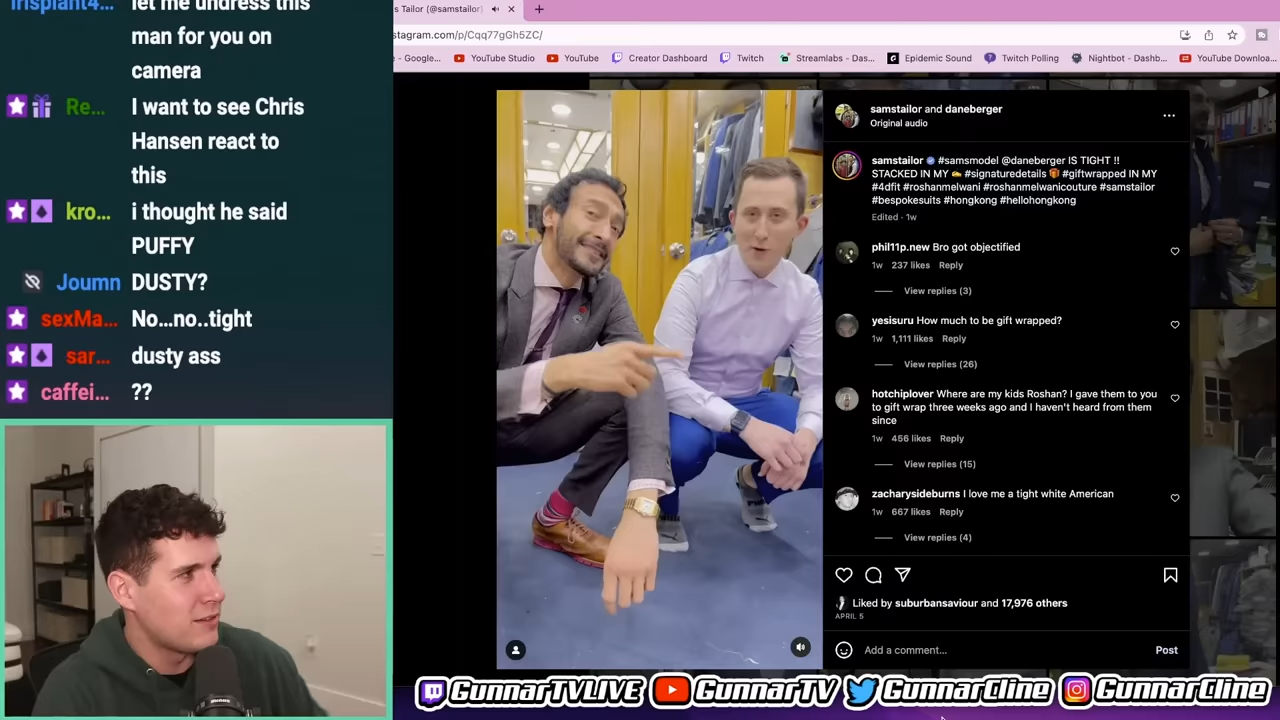 let me undress this
man for you on
camera
Re... I want to see Chris
Hansen react to
this
kro... i thought he said
PUFFY
Joumn DUSTY?
sexMa... No...no..tight
sar... dusty ass
caffei... ??
s Tailor (@samstailor
stagram.com/p/Cqq77gGh5ZC/
e - Google...
YouTube Studio
YouTube
Creator Dashboard
Twitch
Streamlabs - Das...
Epidemic Sound
Twitch Polling
Nightbot - Dashb...
YouTube Downloa...
samstailor and daneberger
Original audio
samstailor #samsmodel @daneberger IS TIGHT !!
STACKED IN MY #signaturedetails #giftwrapped IN MY
#4dfit #roshanmelwani #roshanmelwanicouture #samstailor
#bespokesuits #hongkong #hellohongkong
Edited · 1w
phil11p.new Bro got objectified
1w 237 likes Reply
View replies (3)
yesisuru How much to be gift wrapped?
1w 1,111 likes Reply
View replies (26)
hotchiplover Where are my kids Roshan? I gave them to you
to gift wrap three weeks ago and I haven't heard from them
since
1w 456 likes Reply
View replies (15)
zacharysideburns I love me a tight white American
1w 667 likes Reply
View replies (4)
Liked by suburbansaviour and 17,976 others
APRIL 5
Add a comment...
Post
GunnarTVLIVE
GunnarTV
GunnarCline
GunnarCline